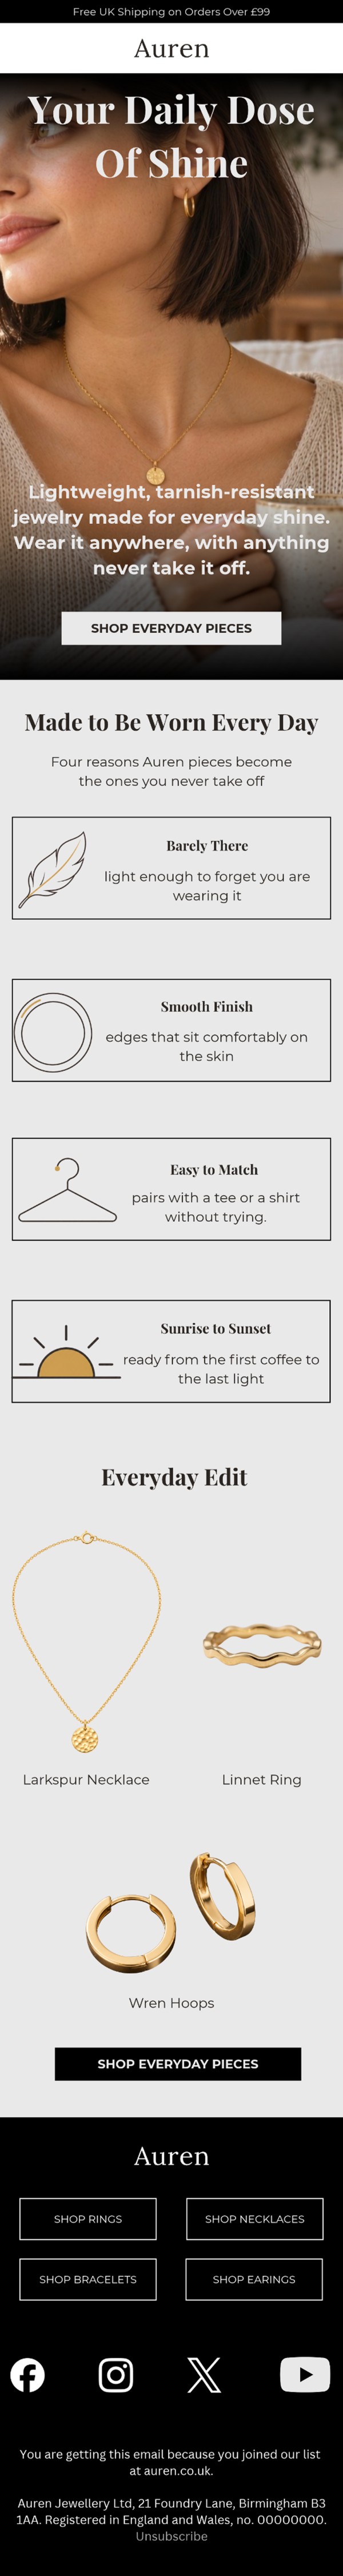 Free UK Shipping on Orders Over £99
Auren
Your Daily Dose
Of Shine
Lightweight, tarnish-resistant
jewelry made for everyday shine.
Wear it anywhere, with anything
never take it off.
SHOP EVERYDAY PIECES
Made to Be Worn Every Day
Four reasons Auren pieces become
the ones you never take off
Barely There
light enough to forget you are
wearing it
Smooth Finish
edges that sit comfortably on
the skin
Easy to Match
pairs with a tee or a shirt
without trying.
Sunrise to Sunset
ready from the first coffee to
the last light
Everyday Edit
Larkspur Necklace
Linnet Ring
Wren Hoops
SHOP EVERYDAY PIECES
Auren
SHOP RINGS
SHOP NECKLACES
SHOP BRACELETS
SHOP EARINGS
You are getting this email because you joined our list
at auren.co.uk.
Auren Jewellery Ltd, 21 Foundry Lane, Birmingham B3
1AA. Registered in England and Wales, no. 00000000.
Unsubscribe